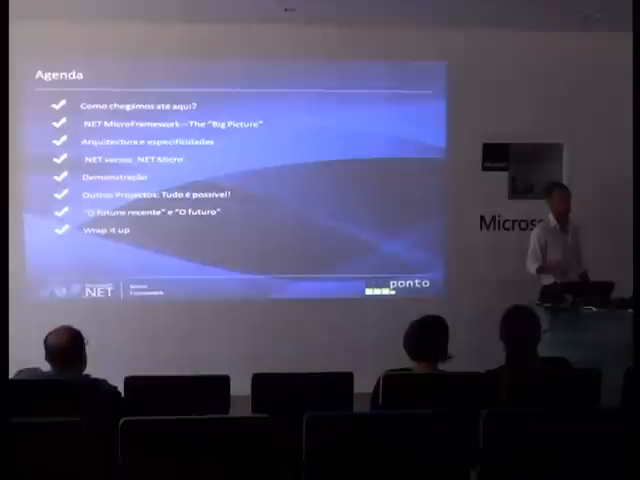 Agenda
Como chegámos até aqui?
.NET MicroFramework – The "Big Picture"
Arquitectura e especificidades
.NET versus .NET Micro
Demonstração
Outros Projectos: Tudo é possível!
"O futuro recente" e "O futuro"
Wrap it up
.NET
ponto
Micros